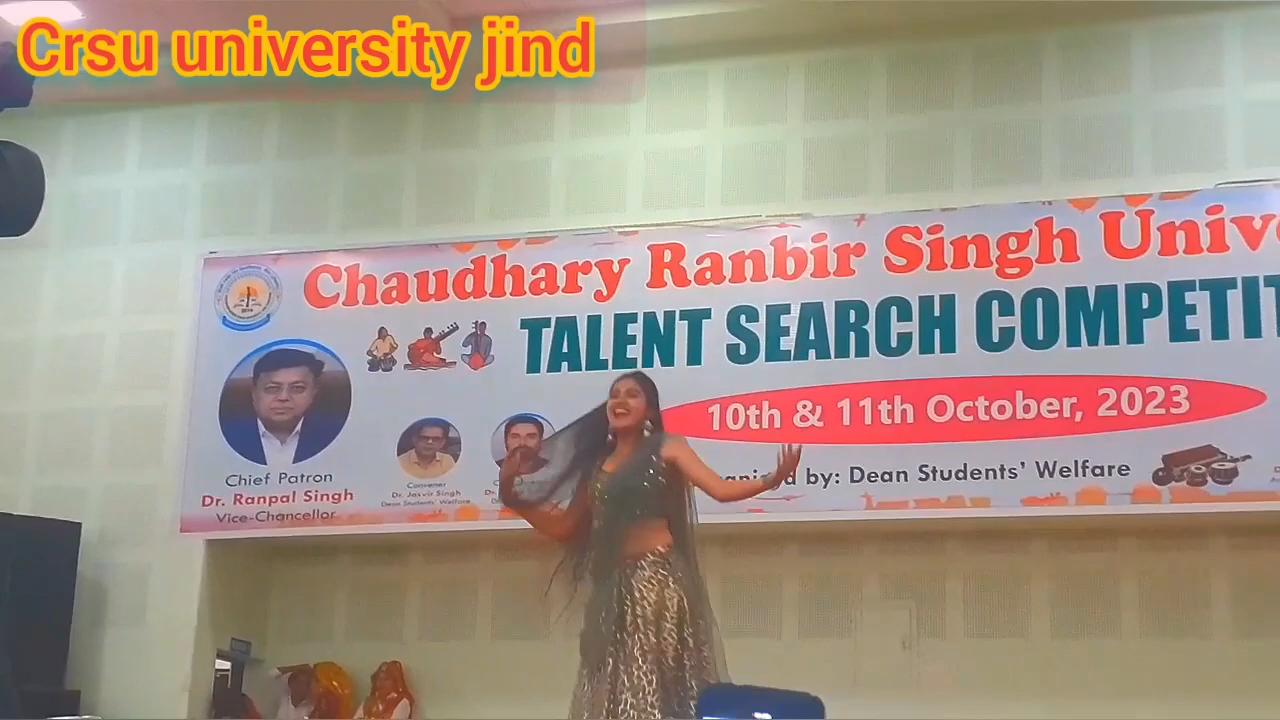 Crsu university jind
Chaudhary Ranbir Singh Unive
TALENT SEARCH COMPETIT
10th & 11th October, 2023
by: Dean Students' Welfare
Chief Patron
Dr. Ranpal Singh
Vice-Chancellor
Convener
Dr. Jasvir Singh
Dean Students' Welfare